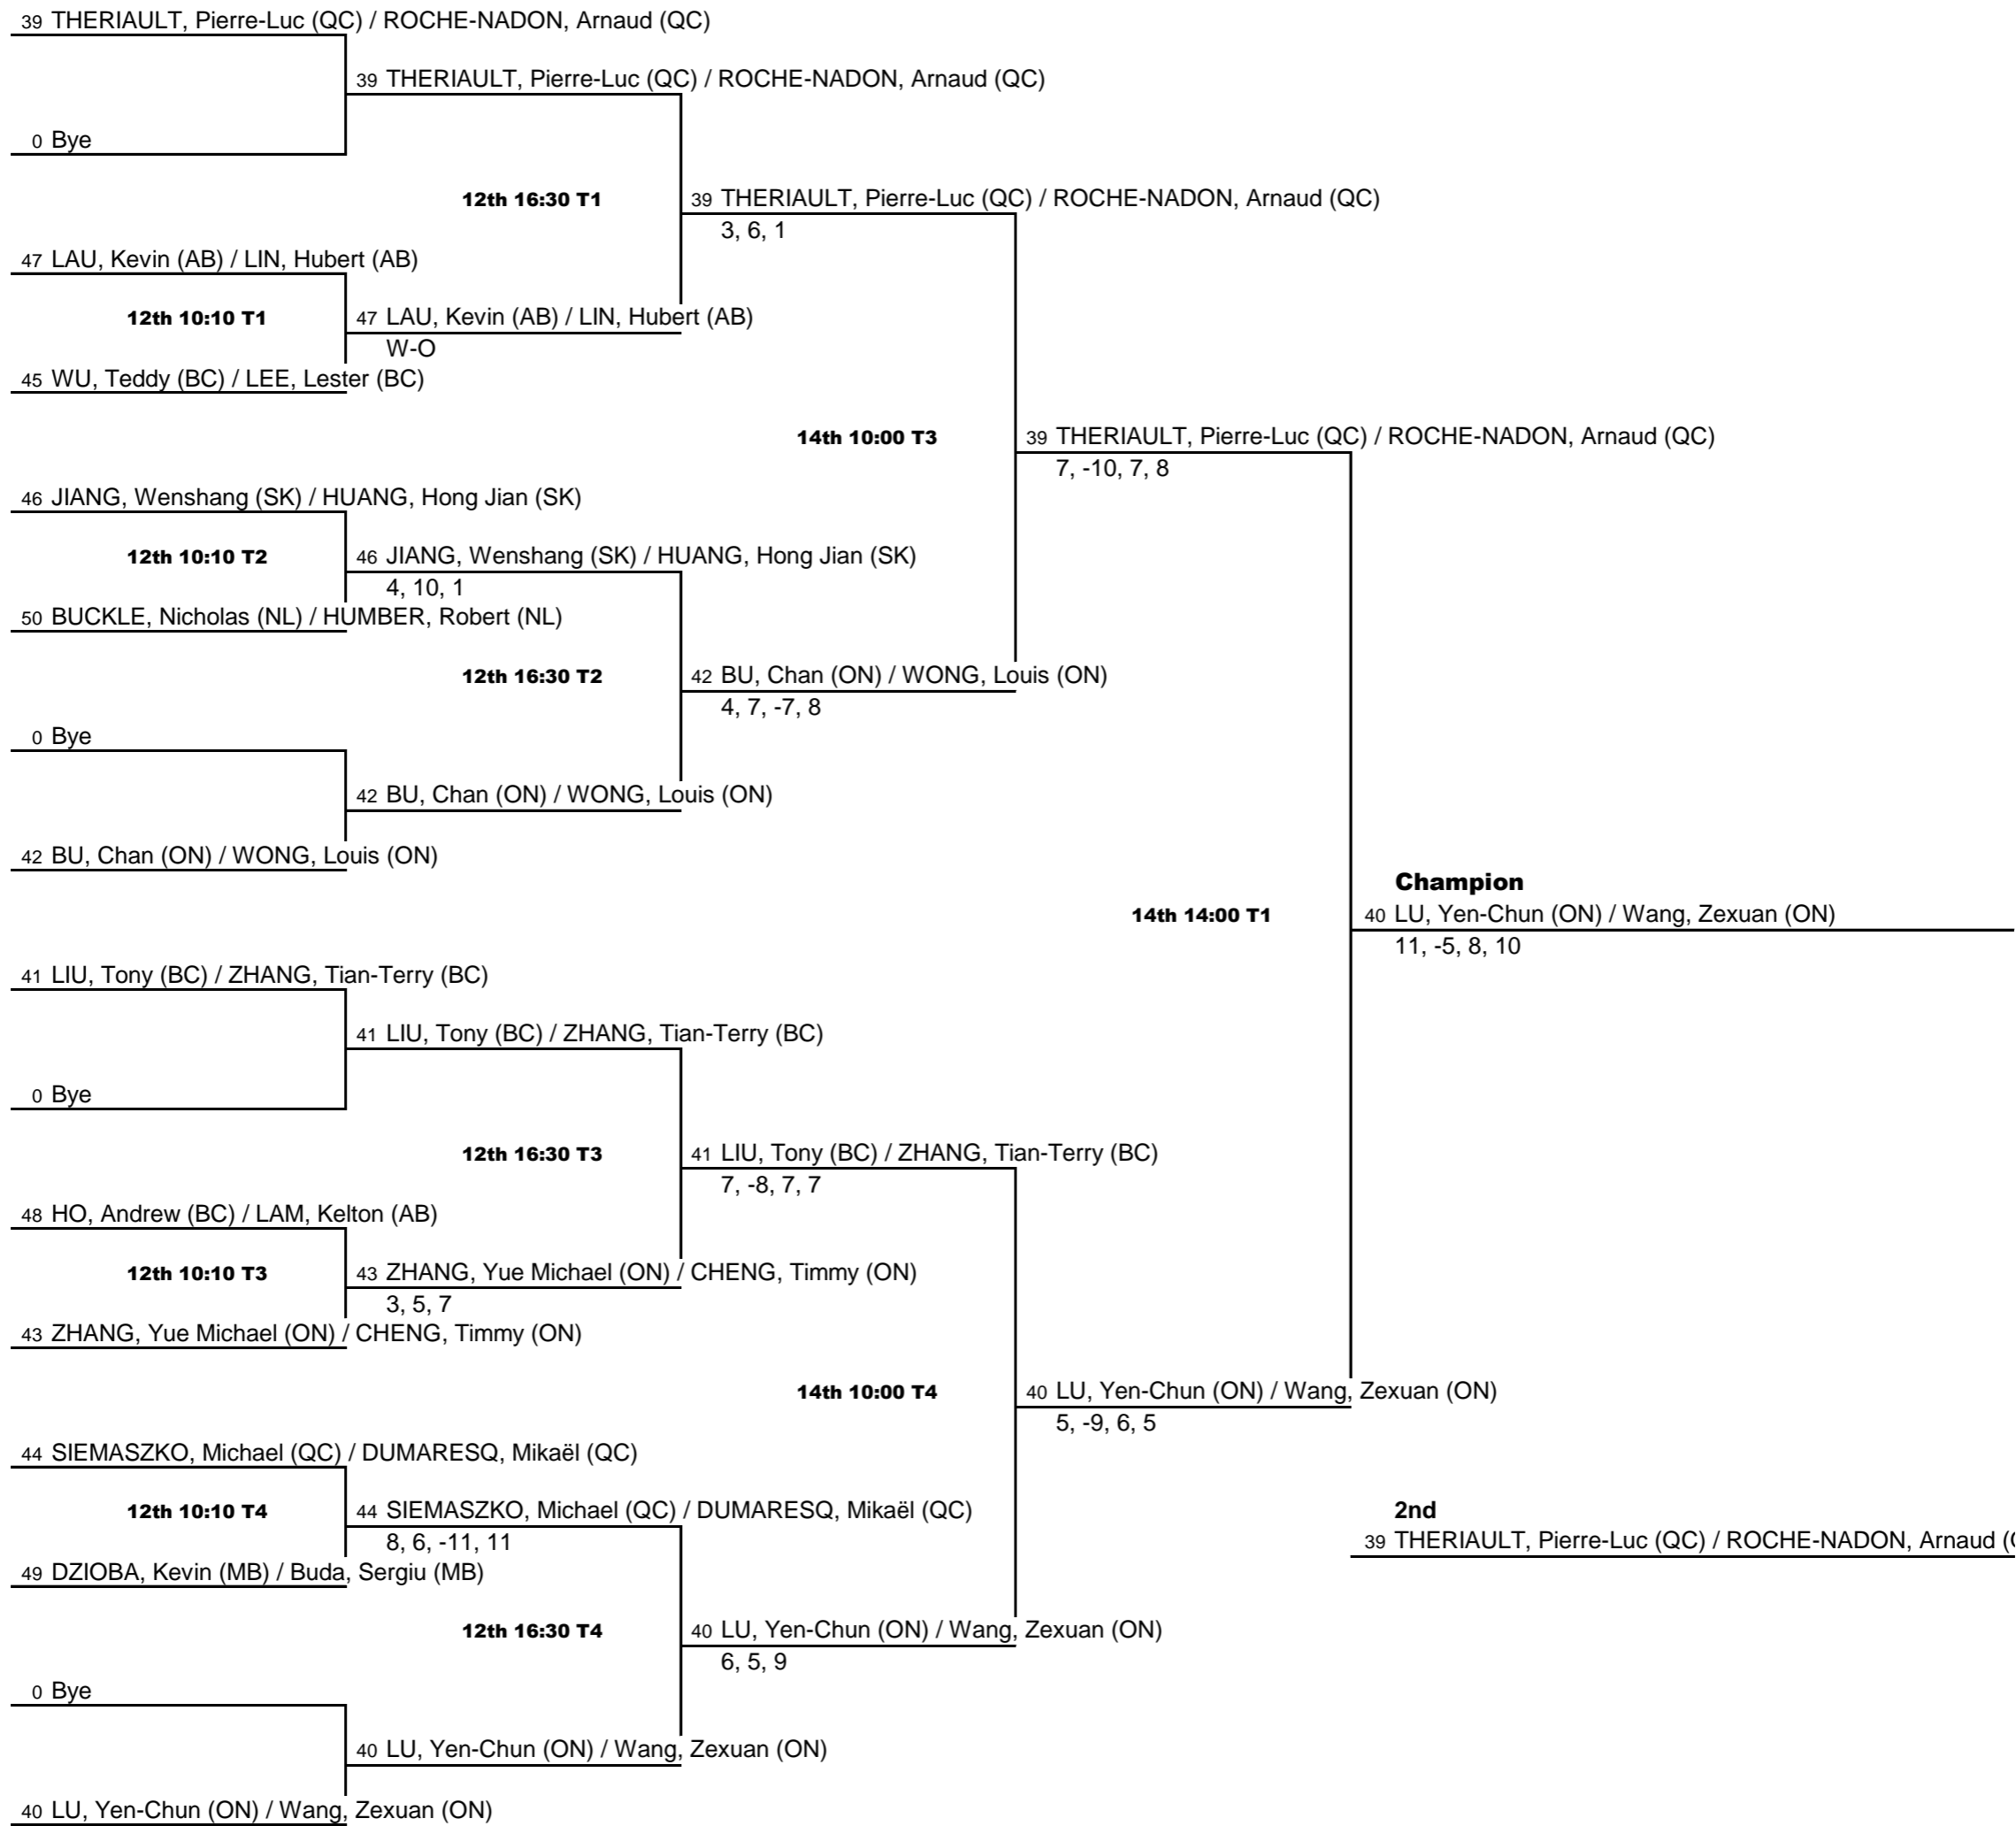 39 THERIAULT, Pierre-Luc (QC) / ROCHE-NADON, Arnaud (QC)
39 THERIAULT, Pierre-Luc (QC) / ROCHE-NADON, Arnaud (QC)
0 Bye
12th 16:30 T1
39 THERIAULT, Pierre-Luc (QC) / ROCHE-NADON, Arnaud (QC)
3, 6, 1
47 LAU, Kevin (AB) / LIN, Hubert (AB)
12th 10:10 T1
47 LAU, Kevin (AB) / LIN, Hubert (AB)
W-O
45 WU, Teddy (BC) / LEE, Lester (BC)
14th 10:00 T3
39 THERIAULT, Pierre-Luc (QC) / ROCHE-NADON, Arnaud (QC)
7, -10, 7, 8
46 JIANG, Wenshang (SK) / HUANG, Hong Jian (SK)
12th 10:10 T2
46 JIANG, Wenshang (SK) / HUANG, Hong Jian (SK)
4, 10, 1
50 BUCKLE, Nicholas (NL) / HUMBER, Robert (NL)
12th 16:30 T2
42 BU, Chan (ON) / WONG, Louis (ON)
4, 7, -7, 8
0 Bye
42 BU, Chan (ON) / WONG, Louis (ON)
42 BU, Chan (ON) / WONG, Louis (ON)
Champion
14th 14:00 T1
40 LU, Yen-Chun (ON) / Wang, Zexuan (ON)
11, -5, 8, 10
41 LIU, Tony (BC) / ZHANG, Tian-Terry (BC)
41 LIU, Tony (BC) / ZHANG, Tian-Terry (BC)
0 Bye
12th 16:30 T3
41 LIU, Tony (BC) / ZHANG, Tian-Terry (BC)
7, -8, 7, 7
48 HO, Andrew (BC) / LAM, Kelton (AB)
12th 10:10 T3
43 ZHANG, Yue Michael (ON) / CHENG, Timmy (ON)
3, 5, 7
43 ZHANG, Yue Michael (ON) / CHENG, Timmy (ON)
14th 10:00 T4
40 LU, Yen-Chun (ON) / Wang, Zexuan (ON)
5, -9, 6, 5
44 SIEMASZKO, Michael (QC) / DUMARESQ, Mikaël (QC)
12th 10:10 T4
44 SIEMASZKO, Michael (QC) / DUMARESQ, Mikaël (QC)
8, 6, -11, 11
2nd
39 THERIAULT, Pierre-Luc (QC) / ROCHE-NADON, Arnaud (
49 DZIOBA, Kevin (MB) / Buda, Sergiu (MB)
12th 16:30 T4
40 LU, Yen-Chun (ON) / Wang, Zexuan (ON)
6, 5, 9
0 Bye
40 LU, Yen-Chun (ON) / Wang, Zexuan (ON)
40 LU, Yen-Chun (ON) / Wang, Zexuan (ON)